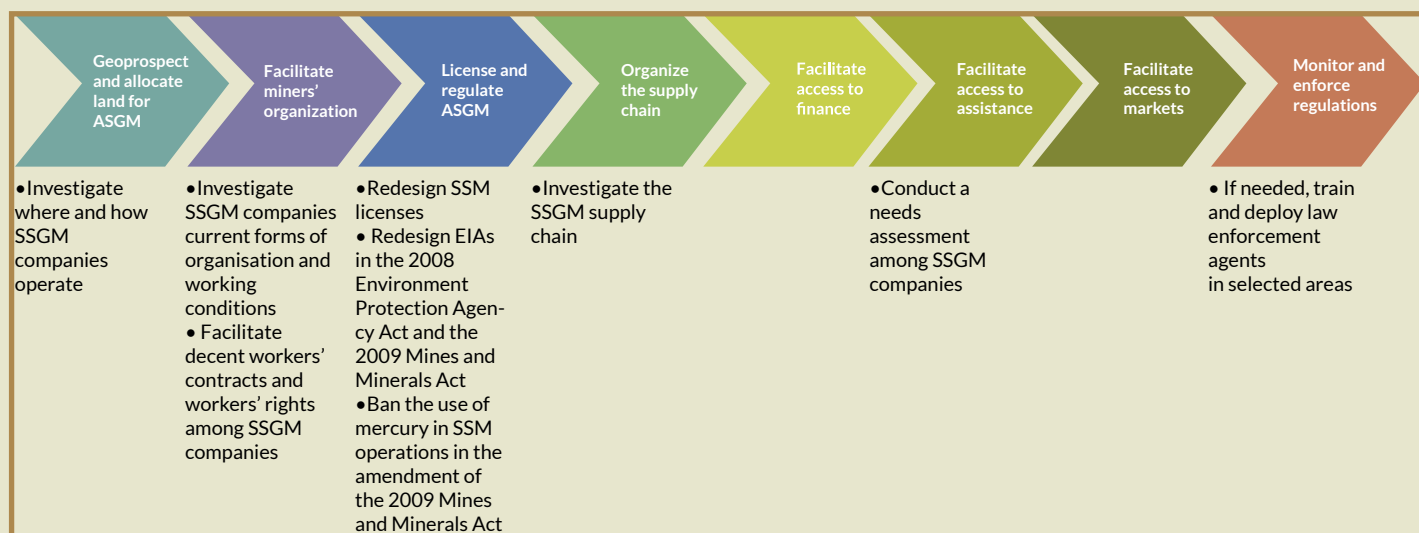 Geoprospect
and allocate
land for
ASGM
Facilitate
miners'
organization
License and
regulate
ASGM
Organize
the supply
chain
Facilitate
access to
finance
Facilitate
access to
assistance
Facilitate
access to
markets
Monitor and
enforce
regulations
•Investigate
where and how
SSGM
companies
operate
•Investigate
SSGM companies
current forms of
organisation and
working
conditions
• Facilitate
decent workers’
contracts and
workers’ rights
among SSGM
companies
•Redesign SSM
licenses
• Redesign EIAs
in the 2008
Environment
Protection Agen-
cy Act and the
2009 Mines and
Minerals Act
•Ban the use of
mercury in SSM
operations in the
amendment of
the 2009 Mines
and Minerals Act
•Investigate the
SSGM supply
chain
•Conduct a
needs
assessment
among SSGM
companies
• If needed, train
and deploy law
enforcement
agents
in selected areas